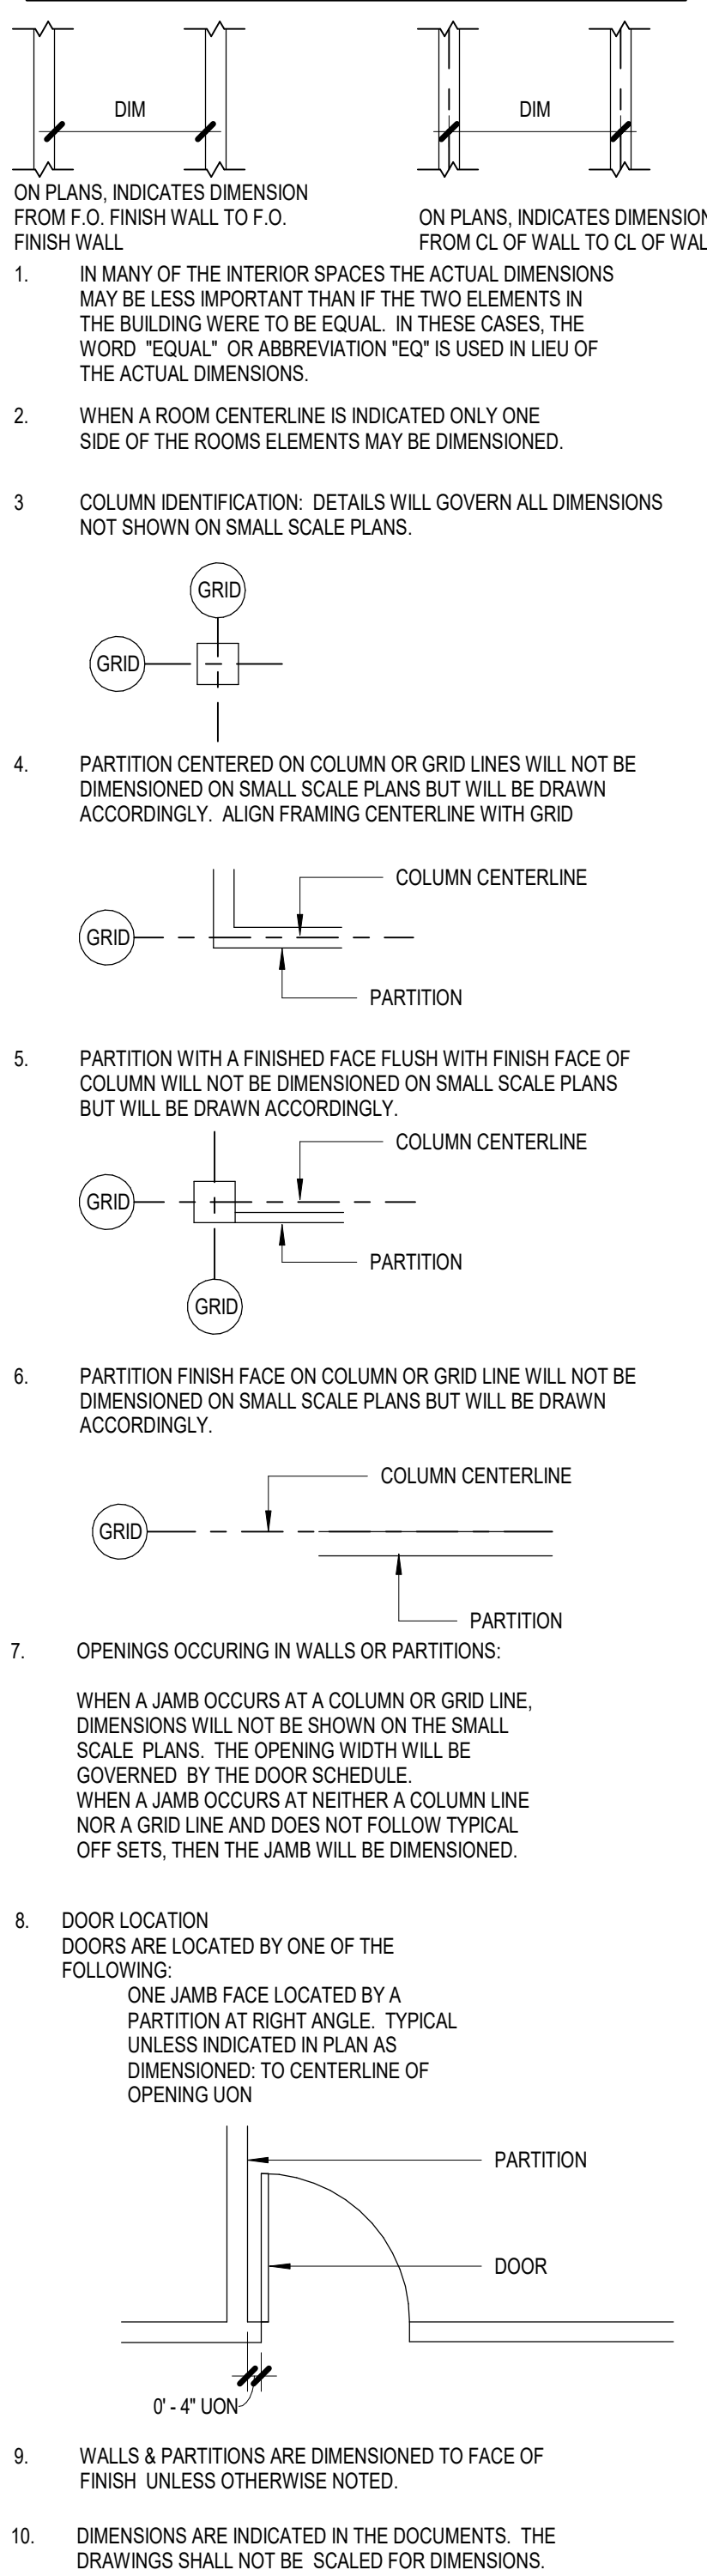 DIM
DIM
ON PLANS, INDICATES DIMENSION
FROM F.O. FINISH WALL TO F.O.
FINISH WALL
ON PLANS, INDICATES DIMENSION
FROM CL OF WALL TO CL OF WAL
1. IN MANY OF THE INTERIOR SPACES THE ACTUAL DIMENSIONS
MAY BE LESS IMPORTANT THAN IF THE TWO ELEMENTS IN
THE BUILDING WERE TO BE EQUAL. IN THESE CASES, THE
WORD "EQUAL" OR ABBREVIATION "EQ" IS USED IN LIEU OF
THE ACTUAL DIMENSIONS.
2. WHEN A ROOM CENTERLINE IS INDICATED ONLY ONE
SIDE OF THE ROOMS ELEMENTS MAY BE DIMENSIONED.
3 COLUMN IDENTIFICATION: DETAILS WILL GOVERN ALL DIMENSIONS
NOT SHOWN ON SMALL SCALE PLANS.
GRID
GRID
4. PARTITION CENTERED ON COLUMN OR GRID LINES WILL NOT BE
DIMENSIONED ON SMALL SCALE PLANS BUT WILL BE DRAWN
ACCORDINGLY. ALIGN FRAMING CENTERLINE WITH GRID
COLUMN CENTERLINE
GRID
PARTITION
5. PARTITION WITH A FINISHED FACE FLUSH WITH FINISH FACE OF
COLUMN WILL NOT BE DIMENSIONED ON SMALL SCALE PLANS
BUT WILL BE DRAWN ACCORDINGLY.
COLUMN CENTERLINE
GRID
PARTITION
GRID
6. PARTITION FINISH FACE ON COLUMN OR GRID LINE WILL NOT BE
DIMENSIONED ON SMALL SCALE PLANS BUT WILL BE DRAWN
ACCORDINGLY.
COLUMN CENTERLINE
GRID
PARTITION
7. OPENINGS OCCURING IN WALLS OR PARTITIONS:
WHEN A JAMB OCCURS AT A COLUMN OR GRID LINE,
DIMENSIONS WILL NOT BE SHOWN ON THE SMALL
SCALE PLANS. THE OPENING WIDTH WILL BE
GOVERNED BY THE DOOR SCHEDULE.
WHEN A JAMB OCCURS AT NEITHER A COLUMN LINE
NOR A GRID LINE AND DOES NOT FOLLOW TYPICAL
OFF SETS, THEN THE JAMB WILL BE DIMENSIONED.
8. DOOR LOCATION
DOORS ARE LOCATED BY ONE OF THE
FOLLOWING:
ONE JAMB FACE LOCATED BY A
PARTITION AT RIGHT ANGLE. TYPICAL
UNLESS INDICATED IN PLAN AS
DIMENSIONED: TO CENTERLINE OF
OPENING UON
PARTITION
DOOR
0' - 4" UON
9. WALLS & PARTITIONS ARE DIMENSIONED TO FACE OF
FINISH UNLESS OTHERWISE NOTED.
10. DIMENSIONS ARE INDICATED IN THE DOCUMENTS. THE
DRAWINGS SHALL NOT BE SCALED FOR DIMENSIONS.